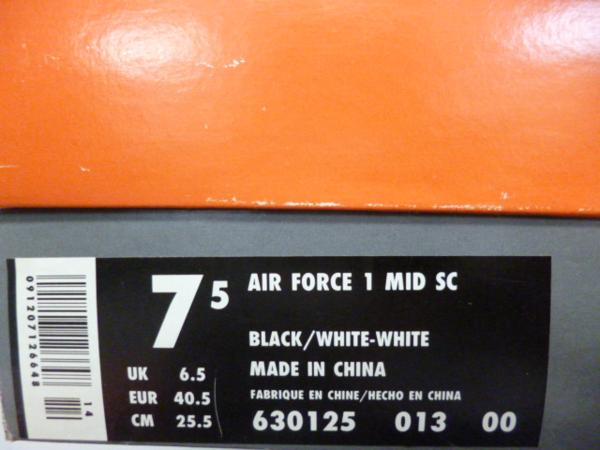 7 5
AIR FORCE 1 MID SC
BLACK/WHITE-WHITE
MADE IN CHINA
FABRIQUE EN CHINE/HECHO EN CHINA
630125 013 00
UK 6.5
EUR 40.5
CM 25.5
091207126648
14